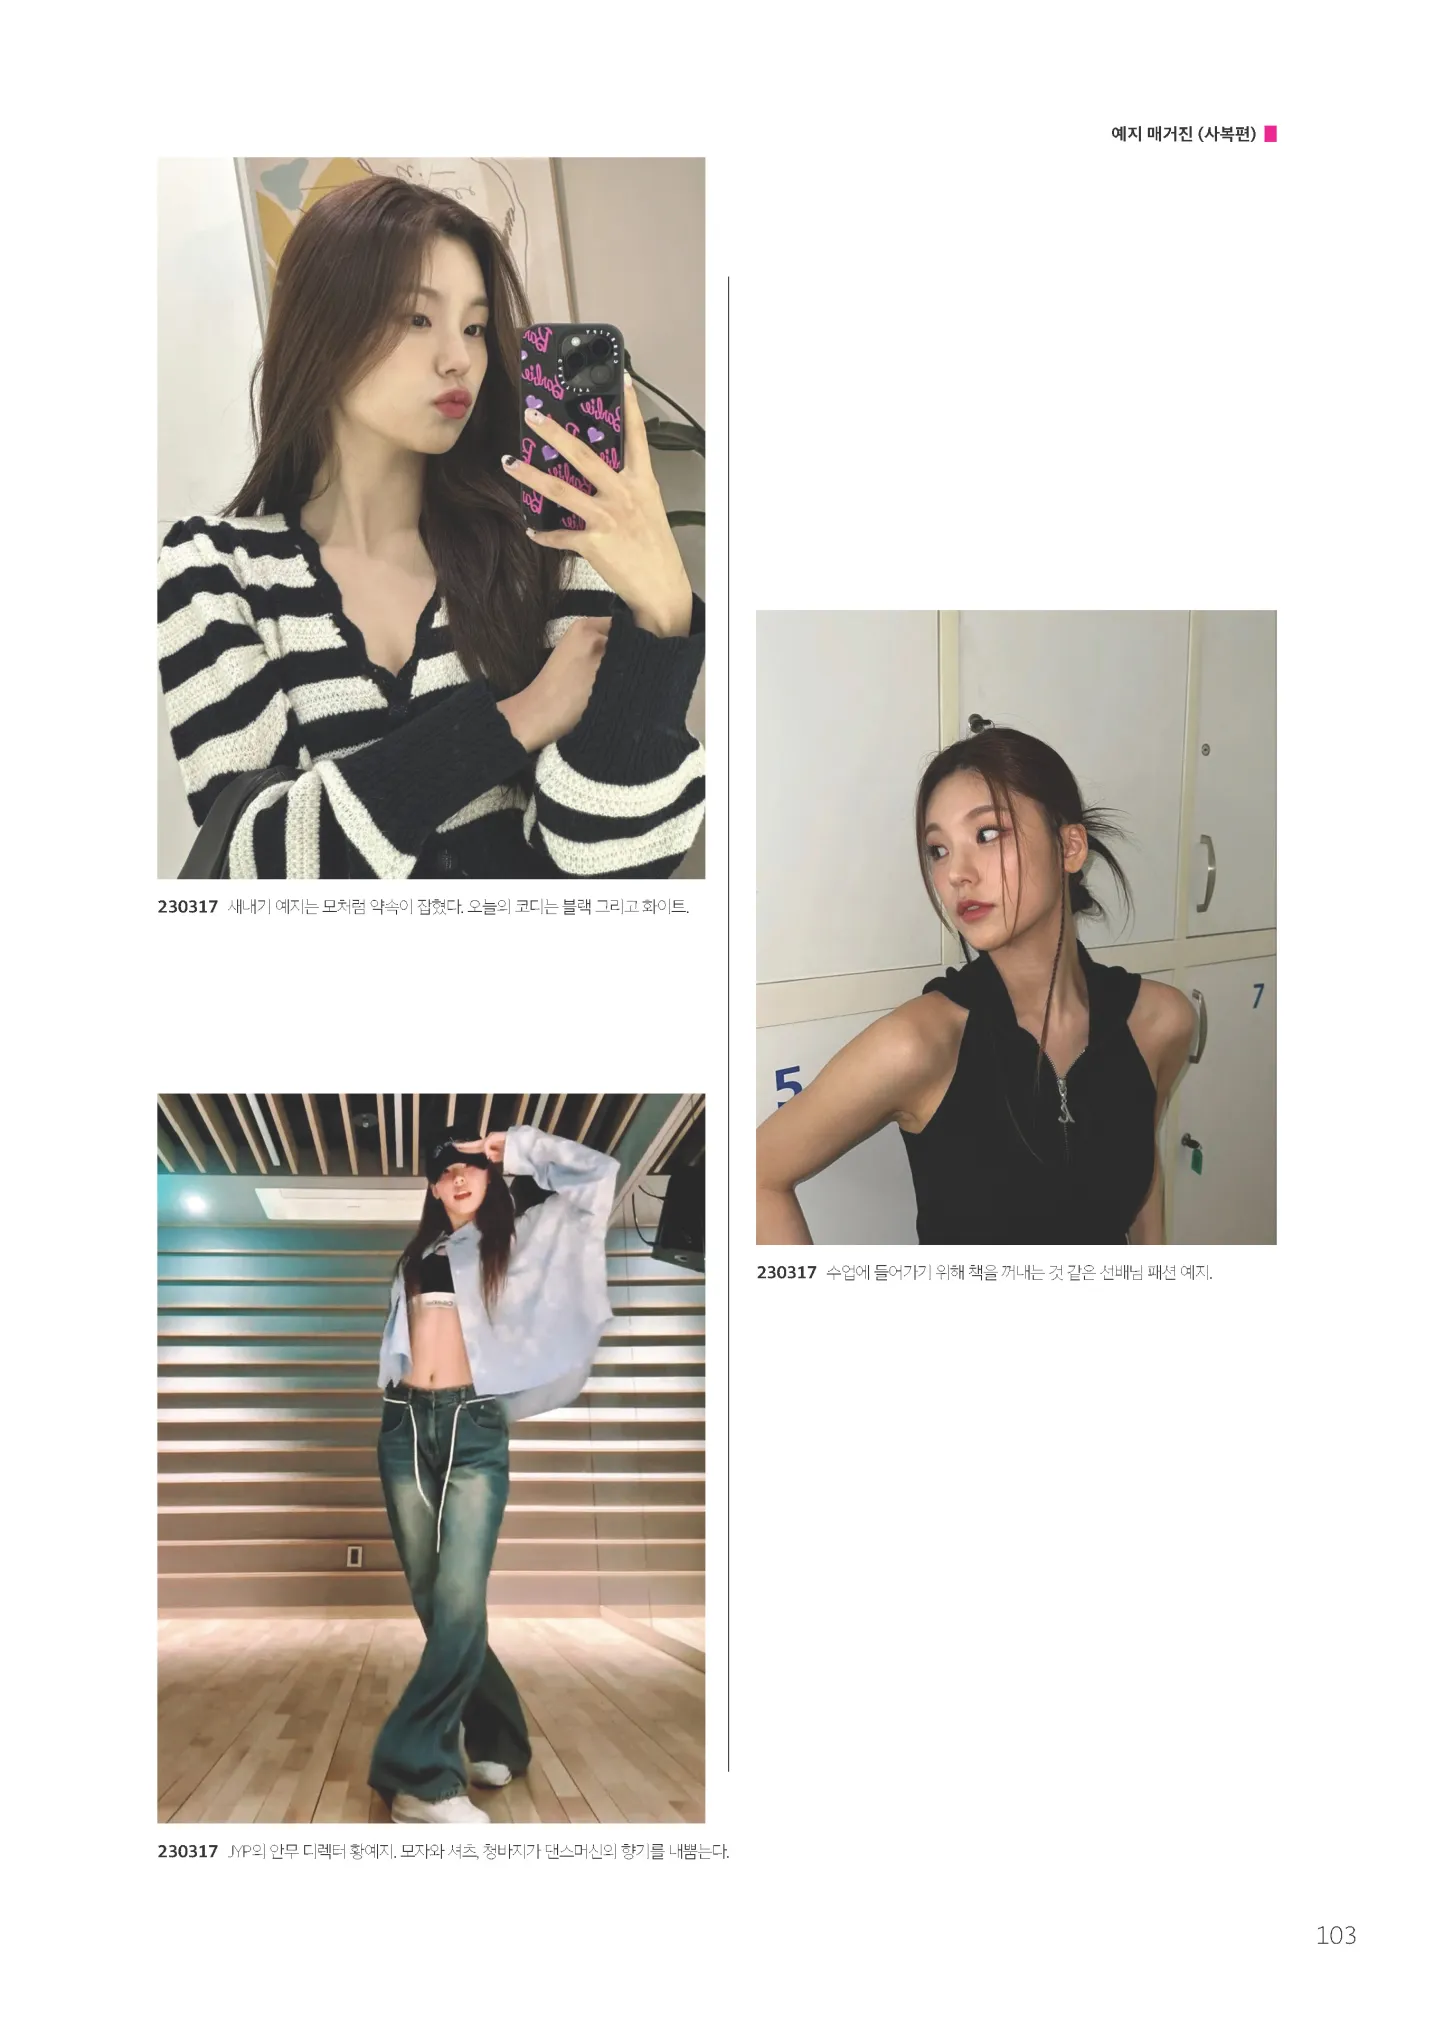 예지 매거진 (사복편)
Barbie
230317 새내기 예지는 모처럼 약속이 잡혔다. 오늘의 코디는 블랙 그리고 화이트.
7
5
230317 수업에 들어가기 위해 책을 꺼내는 것 같은 선배님 패션 예지.
230317 JYP의 안무 디렉터 황예지. 모자와 셔츠, 청바지가 댄스머신의 향기를 내뿜는다.
103